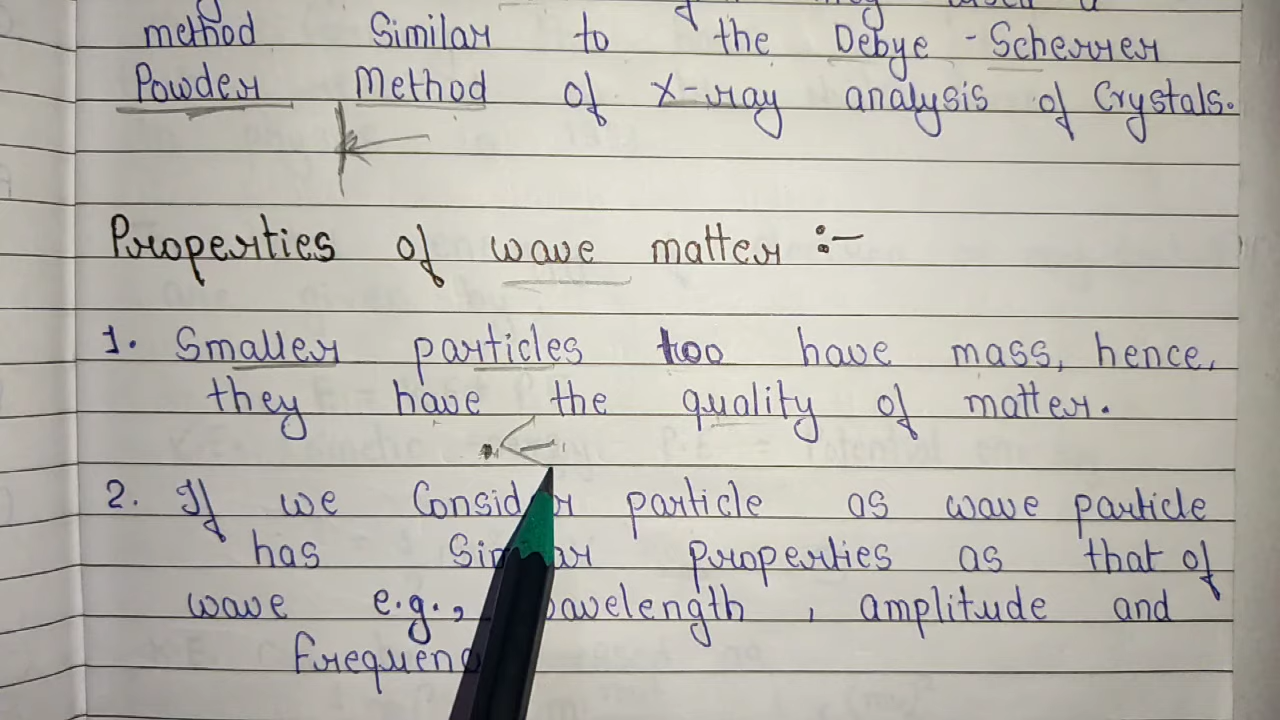 method Similar to the Debye - Scherrer
Powder Method of X-ray analysis of Crystals.
Properties of wave matter :-
1. Smaller particles too have mass, hence,
they have the quality of matter.
2. If we Consider particle as wave particle
has similar properties as that of
wave e.g., wavelength , amplitude and